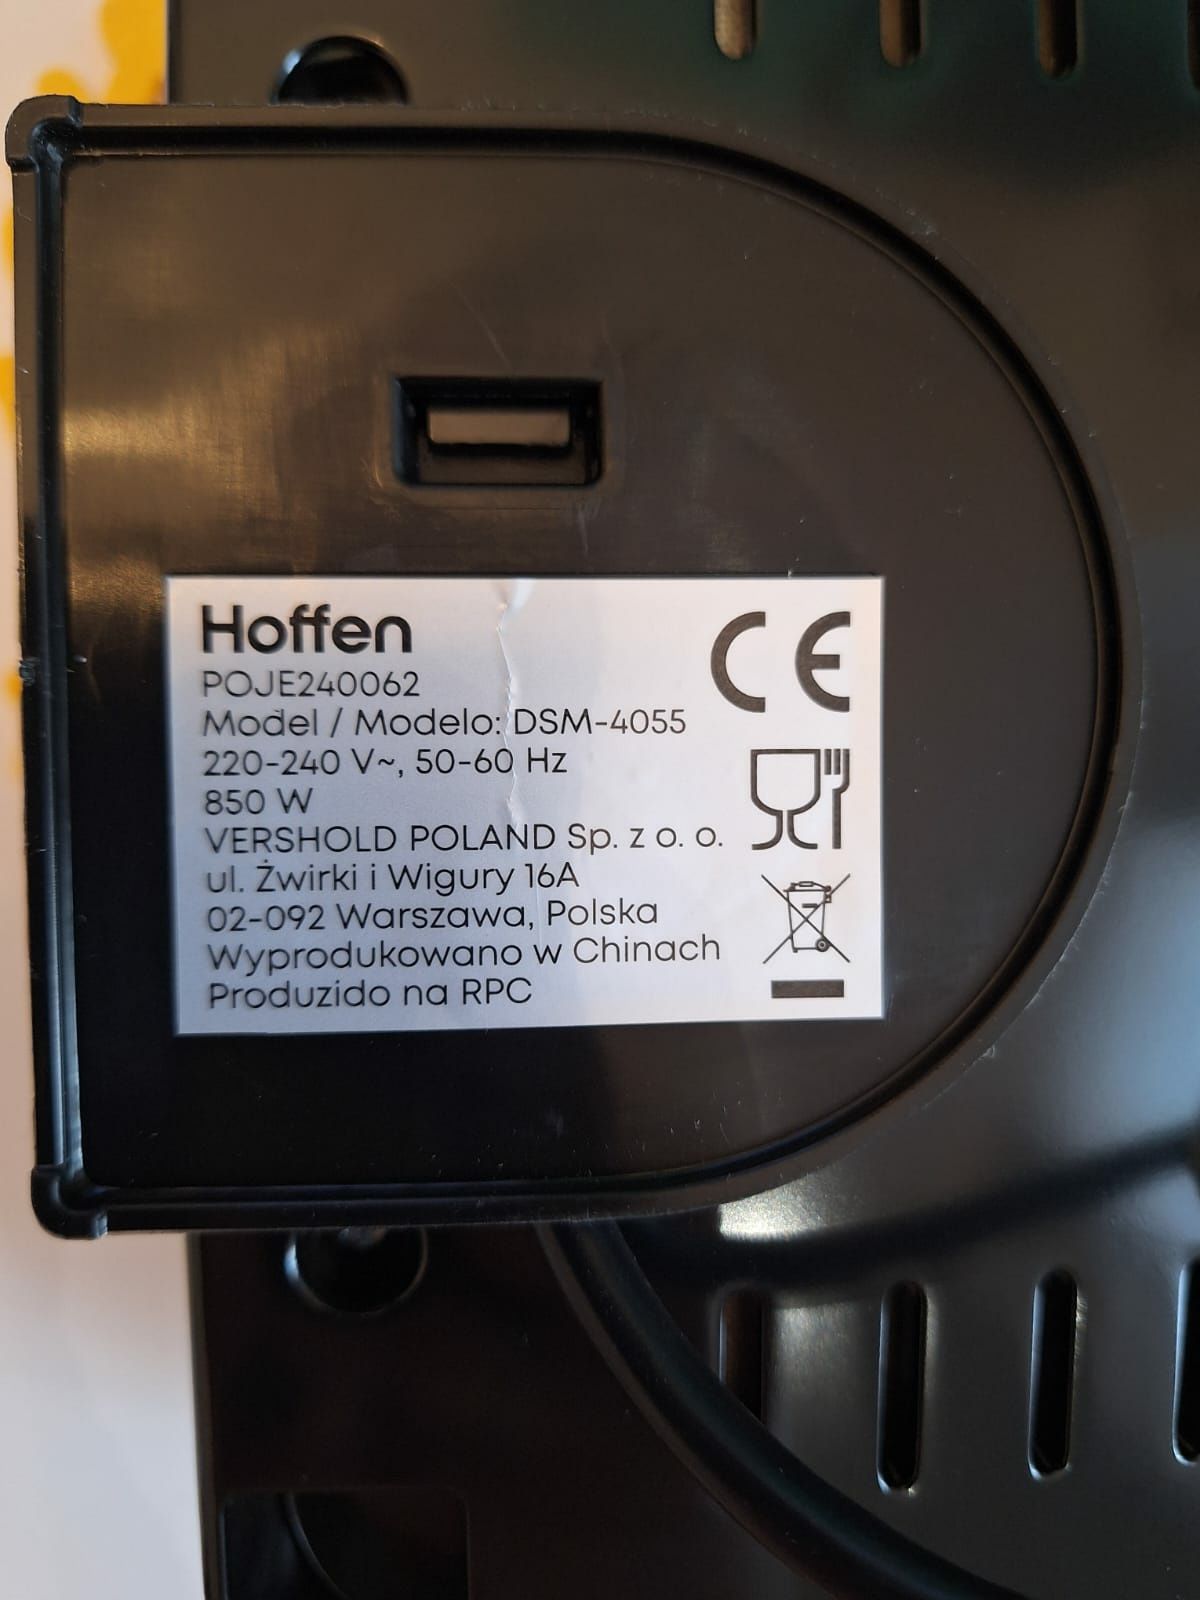 Hoffen
POJE240062
Model / Modelo: DSM-4055
220-240 V~, 50-60 Hz
850 W
VERSHOLD POLAND Sp. z o. o.
ul. Żwirki i Wigury 16A
02-092 Warszawa, Polska
Wyprodukowano w Chinach
Produzido na RPC
CE